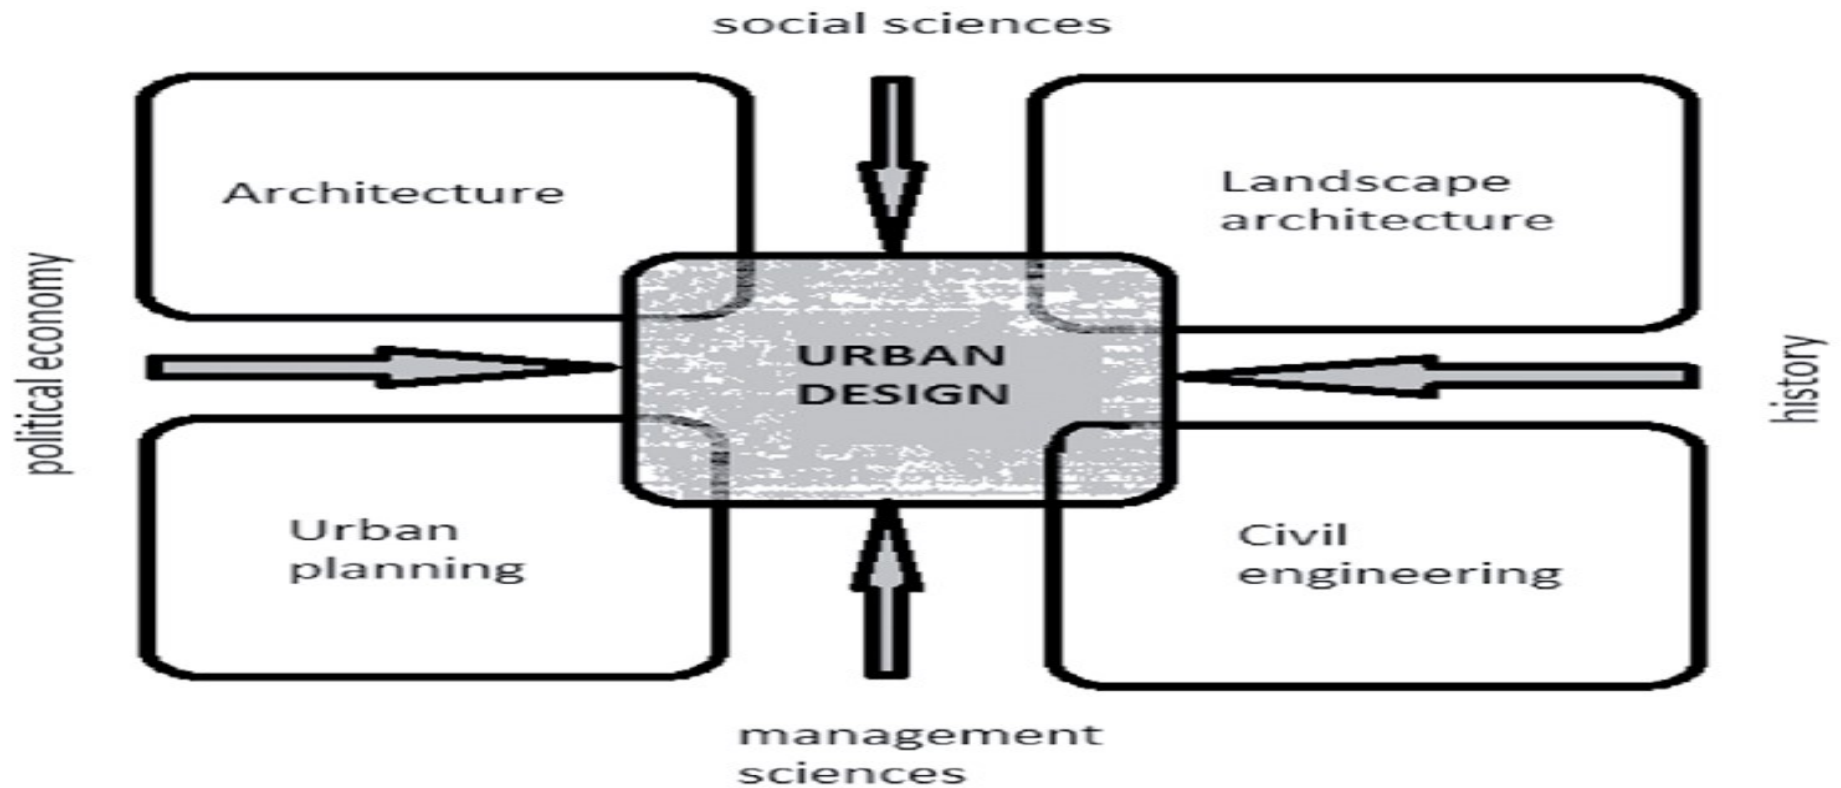 social sciences
Architecture
Landscape
architecture
political economy
URBAN
DESIGN
history
Urban
planning
Civil
engineering
management
sciences